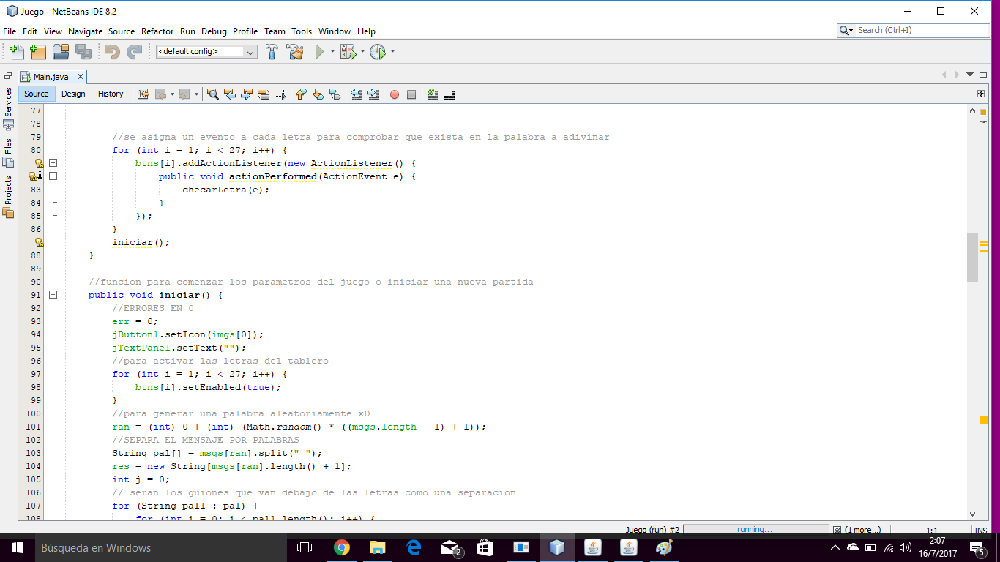 Juego - NetBeans IDE 8.2
File Edit View Navigate Source Refactor Run Debug Profile Team Tools Window Help
Search (Ctrl+I)
<default config>
Main.java
Source Design History
Services
Files
Projects
77
78
79 //se asigna un evento a cada letra para comprobar que exista en la palabra a adivinar
80 for (int i = 1; i < 27; i++) {
btns[i].addActionListener(new ActionListener() {
public void actionPerformed(ActionEvent e) {
83 checarLetra(e);
84 }
85 });
86 }
iniciar();
88 }
89
90 //funcion para comenzar los parametros del juego o iniciar una nueva partida
91 public void iniciar() {
92 //ERRORES EN 0
93 err = 0;
94 jButton1.setIcon(imgs[0]);
95 jTextPane1.setText("");
96 //para activar las letras del tablero
97 for (int i = 1; i < 27; i++) {
98 btns[i].setEnabled(true);
99 }
100 //para generar una palabra aleatoriamente xD
101 ran = (int) 0 + (int) (Math.random() * ((msgs.length - 1) + 1));
102 //SEPARA EL MENSAJE POR PALABRAS
103 String pal[] = msgs[ran].split(" ");
104 res = new String[msgs[ran].length() + 1];
105 int j = 0;
106 // seran los guiones que van debajo de las letras como una separacion_
107 for (String pal1 : pal) {
108 for (int i = 0; i < pal1.length(); i++) {
Juego (run) #2 running... (1 more...) 1:1 INS
Búsqueda en Windows
2
2:07
16/7/2017
5